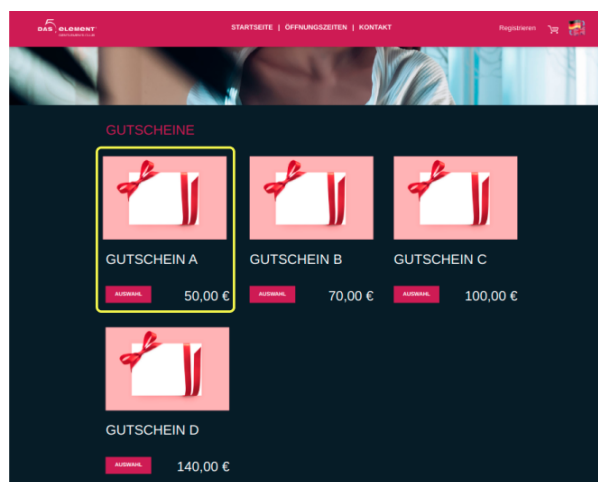 DAS element
STARTSEITE | ÖFFNUNGSZEITEN | KONTAKT
Registrieren
GUTSCHEINE
GUTSCHEIN A
AUSWAHL 50,00 €
GUTSCHEIN B
AUSWAHL 70,00 €
GUTSCHEIN C
AUSWAHL 100,00 €
GUTSCHEIN D
AUSWAHL 140,00 €